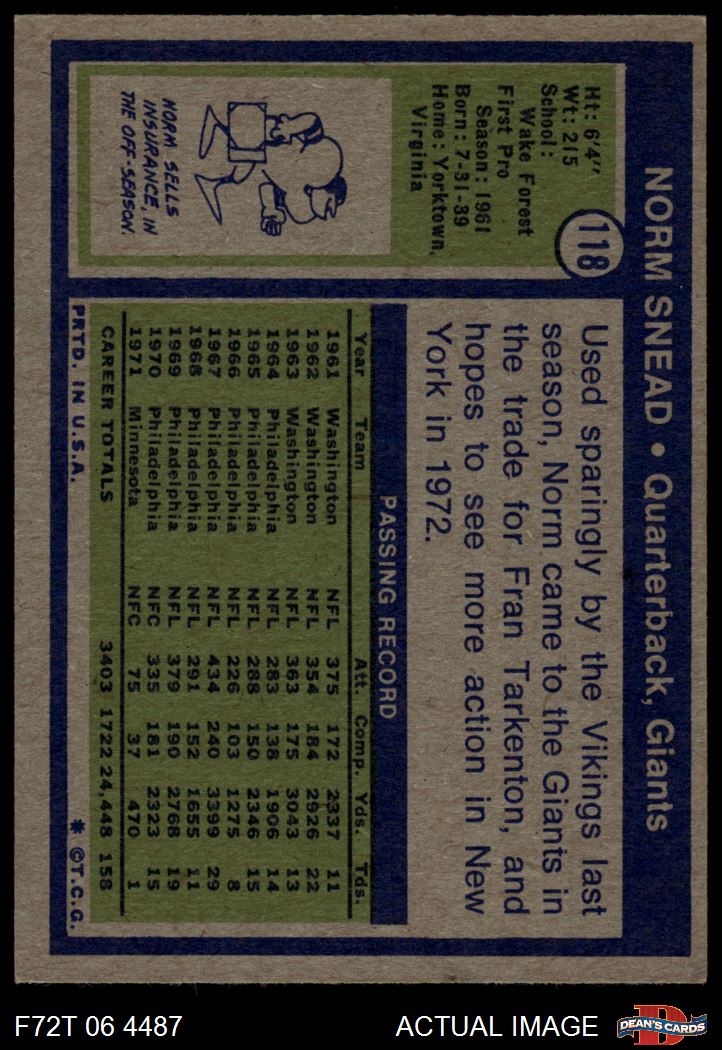 NORM SNEAD • Quarterback, Giants
118
Ht: 6'4"
Wt: 215
School:
Wake Forest
First Pro
Season: 1961
Born: 7-31-39
Home: Yorktown,
Virginia
NORM SELLS
INSURANCE, IN
THE OFF-SEASON.
Used sparingly by the Vikings last
season, Norm came to the Giants in
the trade for Fran Tarkenton, and
hopes to see more action in New
York in 1972.
PASSING RECORD
Year Team Att. Comp. Yds. Tds.
1961 Washington NFL 375 172 2337 11
1962 Washington NFL 354 184 2926 22
1963 Washington NFL 363 175 3043 13
1964 Philadelphia NFL 283 138 1906 14
1965 Philadelphia NFL 288 150 2346 15
1966 Philadelphia NFL 226 103 1275 8
1967 Philadelphia NFL 434 240 3399 29
1968 Philadelphia NFL 291 152 1655 11
1969 Philadelphia NFL 379 190 2768 19
1970 Philadelphia NFC 335 181 2323 15
1971 Minnesota NFC 75 37 470 1
CAREER TOTALS 3403 1722 24,448 158
PRTD. IN U.S.A. * ©T.C.G.
F72T 06 4487 ACTUAL IMAGE DEAN'S CARDS